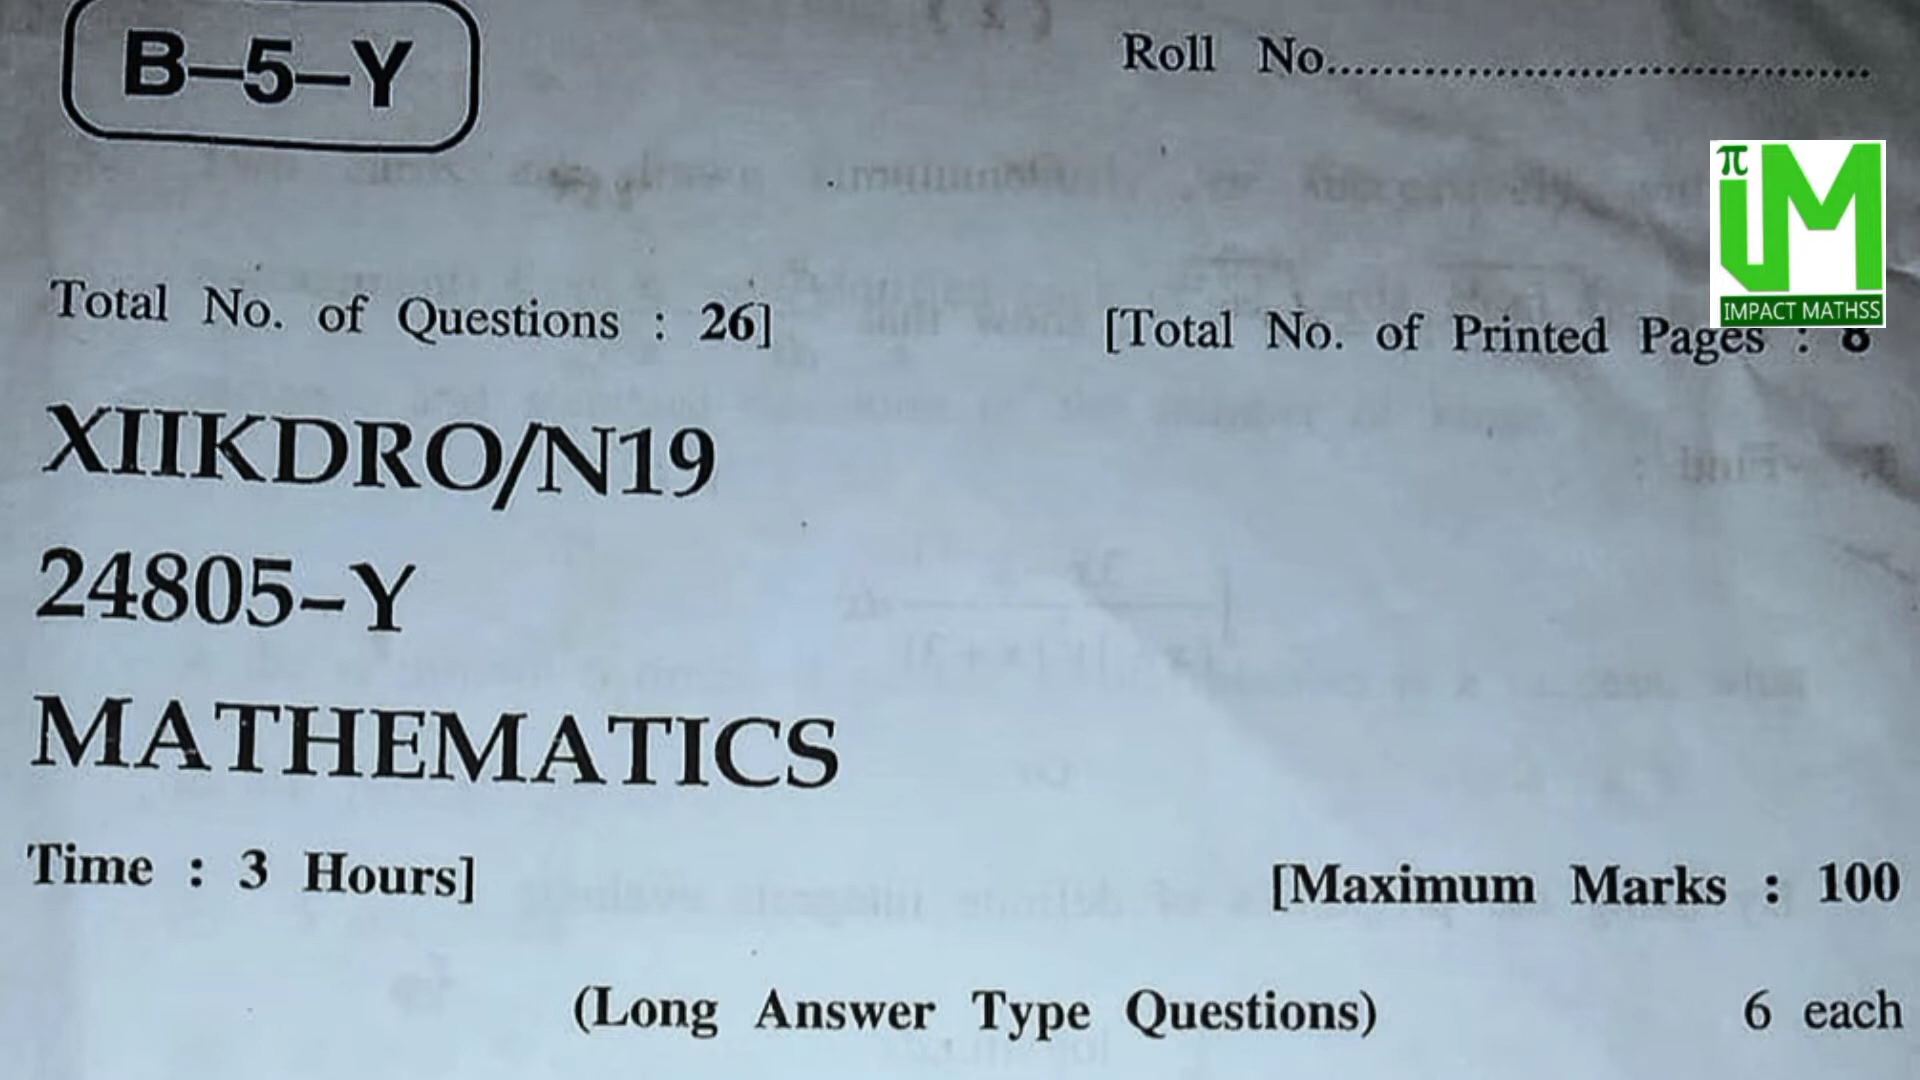 B–5–Y
Roll No.......................................
π
iM
IMPACT MATHSS
Total No. of Questions : 26]
[Total No. of Printed Pages : 8
XIIKDRO/N19
24805–Y
MATHEMATICS
Time : 3 Hours]
[Maximum Marks : 100
(Long Answer Type Questions)
6 each